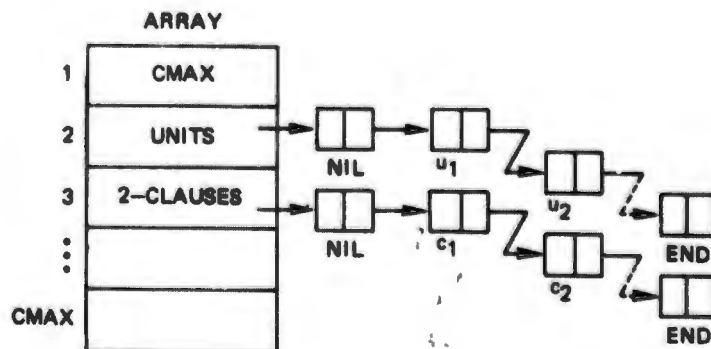 ARRAY
1 CMAX
2 UNITS
NIL u1 u2 END
3 2-CLAUSES
NIL c1 c2 END
CMAX